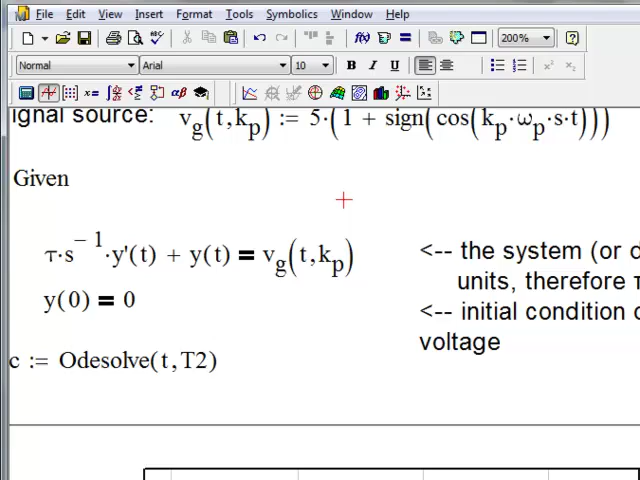 File Edit View Insert Format Tools Symbolics Window Help
200%
Normal Arial 10 B I U
ignal source: v_g(t,k_p) := 5·(1 + sign(cos(k_p·ω_p·s·t)))
Given
τ·s^-1·y'(t) + y(t) = v_g(t,k_p) <-- the system (or d
units, therefore τ
y(0) = 0 <-- initial condition o
voltage
c := Odesolve(t,T2)